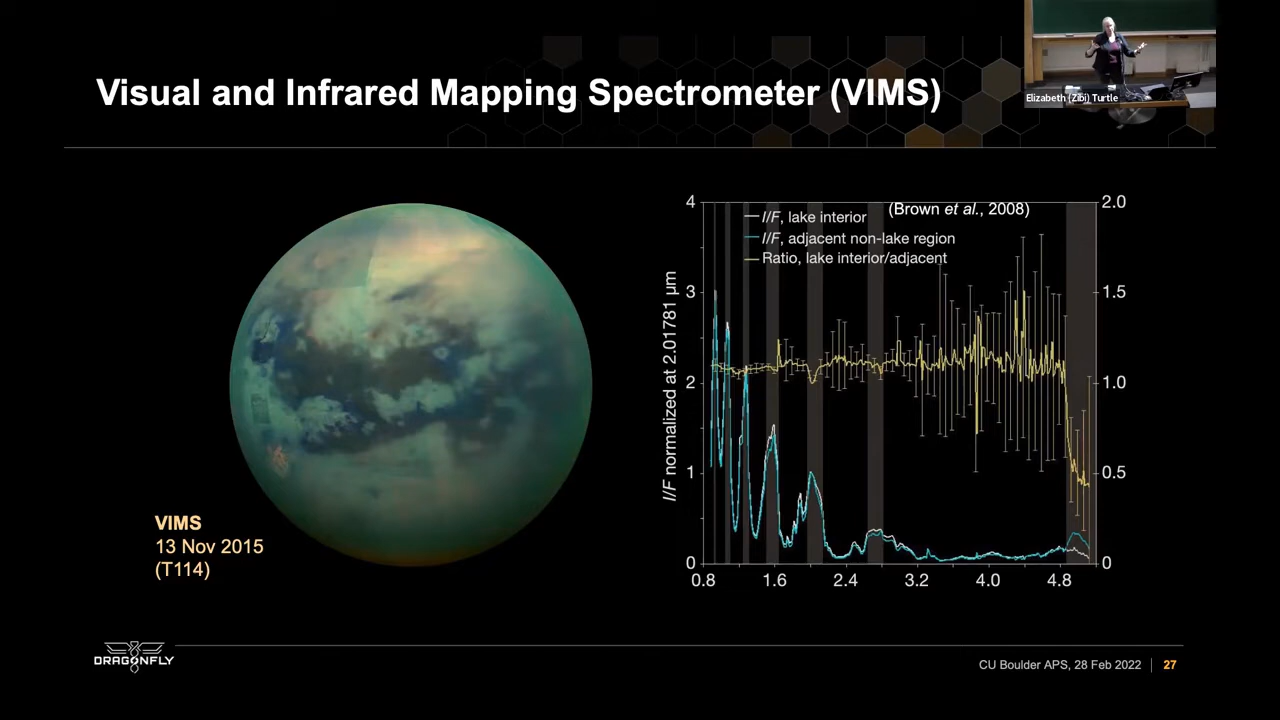 Visual and Infrared Mapping Spectrometer (VIMS)
Elizabeth (Zibi) Turtle
VIMS
13 Nov 2015
(T114)
(Brown et al., 2008)
I/F, lake interior
I/F, adjacent non-lake region
Ratio, lake interior/adjacent
I/F normalized at 2.01781 μm
4
3
2
1
0
2.0
1.5
1.0
0.5
0
0.8 1.6 2.4 3.2 4.0 4.8
DRAGONFLY
CU Boulder APS, 28 Feb 2022 | 27